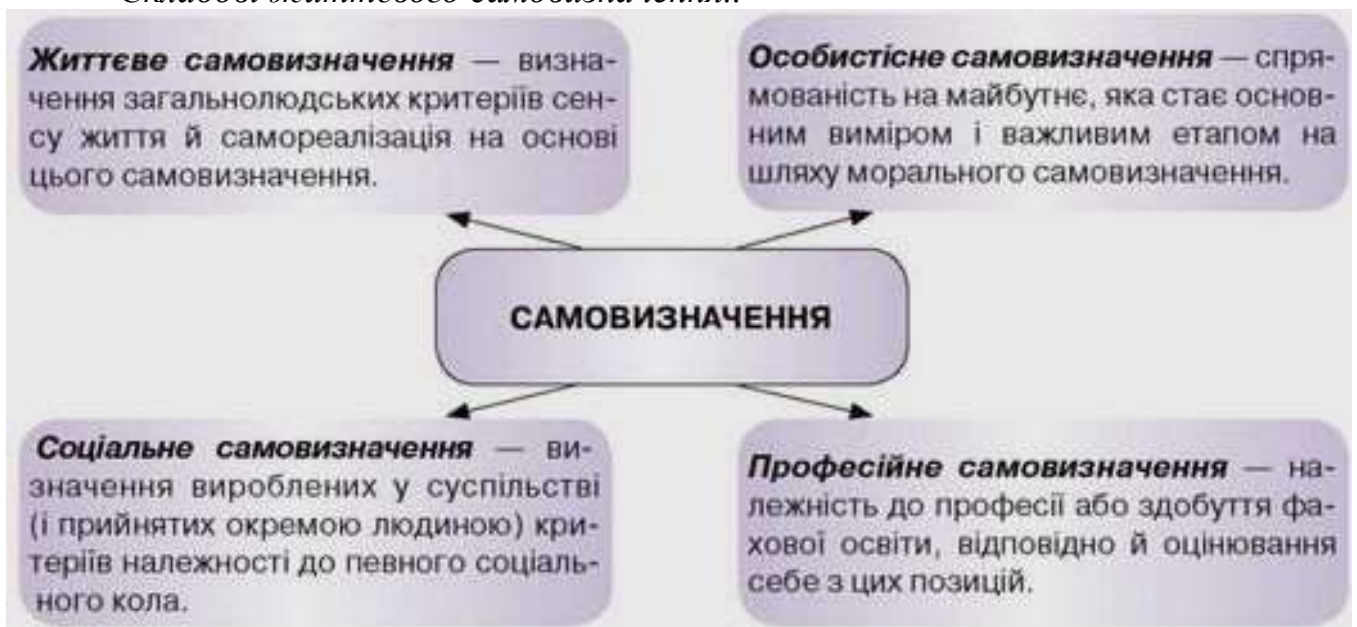 Складові життєвого самовизначення..
Життєве самовизначення — визна-
чення загальнолюдських критеріїв сен-
су життя й самореалізація на основі
цього самовизначення.
Особистісне самовизначення — спря-
мованість на майбутнє, яка стає основ-
ним виміром і важливим етапом на
шляху морального самовизначення.
САМОВИЗНАЧЕННЯ
Соціальне самовизначення — ви-
значення вироблених у суспільстві
(і прийнятих окремою людиною) кри-
теріїв належності до певного соціаль-
ного кола.
Професійне самовизначення — на-
лежність до професії або здобуття фа-
хової освіти, відповідно й оцінювання
себе з цих позицій.